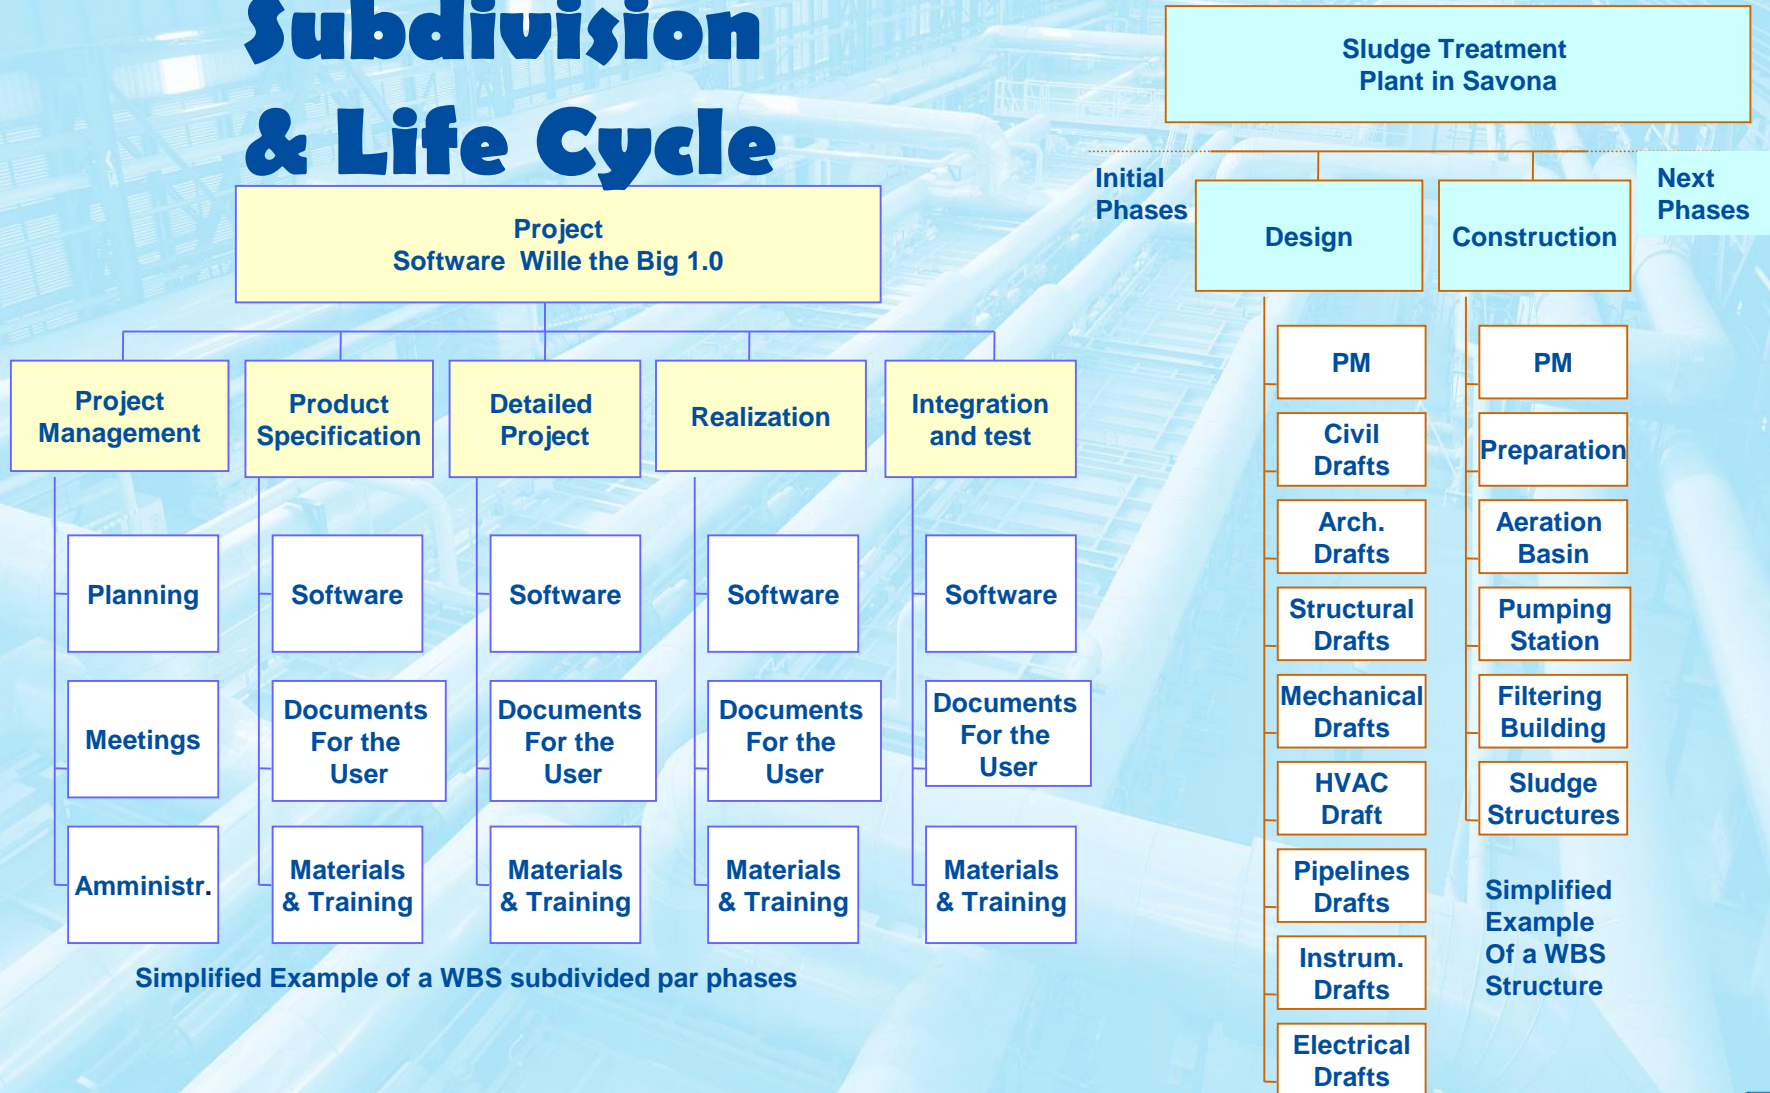 Subdivision
& Life Cycle
Project
Software Wille the Big 1.0
Project
Management
Product
Specification
Detailed
Project
Realization
Integration
and test
Planning
Software
Software
Software
Software
Meetings
Documents
For the
User
Documents
For the
User
Documents
For the
User
Documents
For the
User
Amministr.
Materials
& Training
Materials
& Training
Materials
& Training
Materials
& Training
Simplified Example of a WBS subdivided par phases
Sludge Treatment
Plant in Savona
Initial
Phases
Design
Construction
Next
Phases
PM
Civil
Drafts
Arch.
Drafts
Structural
Drafts
Mechanical
Drafts
HVAC
Draft
Pipelines
Drafts
Instrum.
Drafts
Electrical
Drafts
PM
Preparation
Aeration
Basin
Pumping
Station
Filtering
Building
Sludge
Structures
Simplified
Example
Of a WBS
Structure